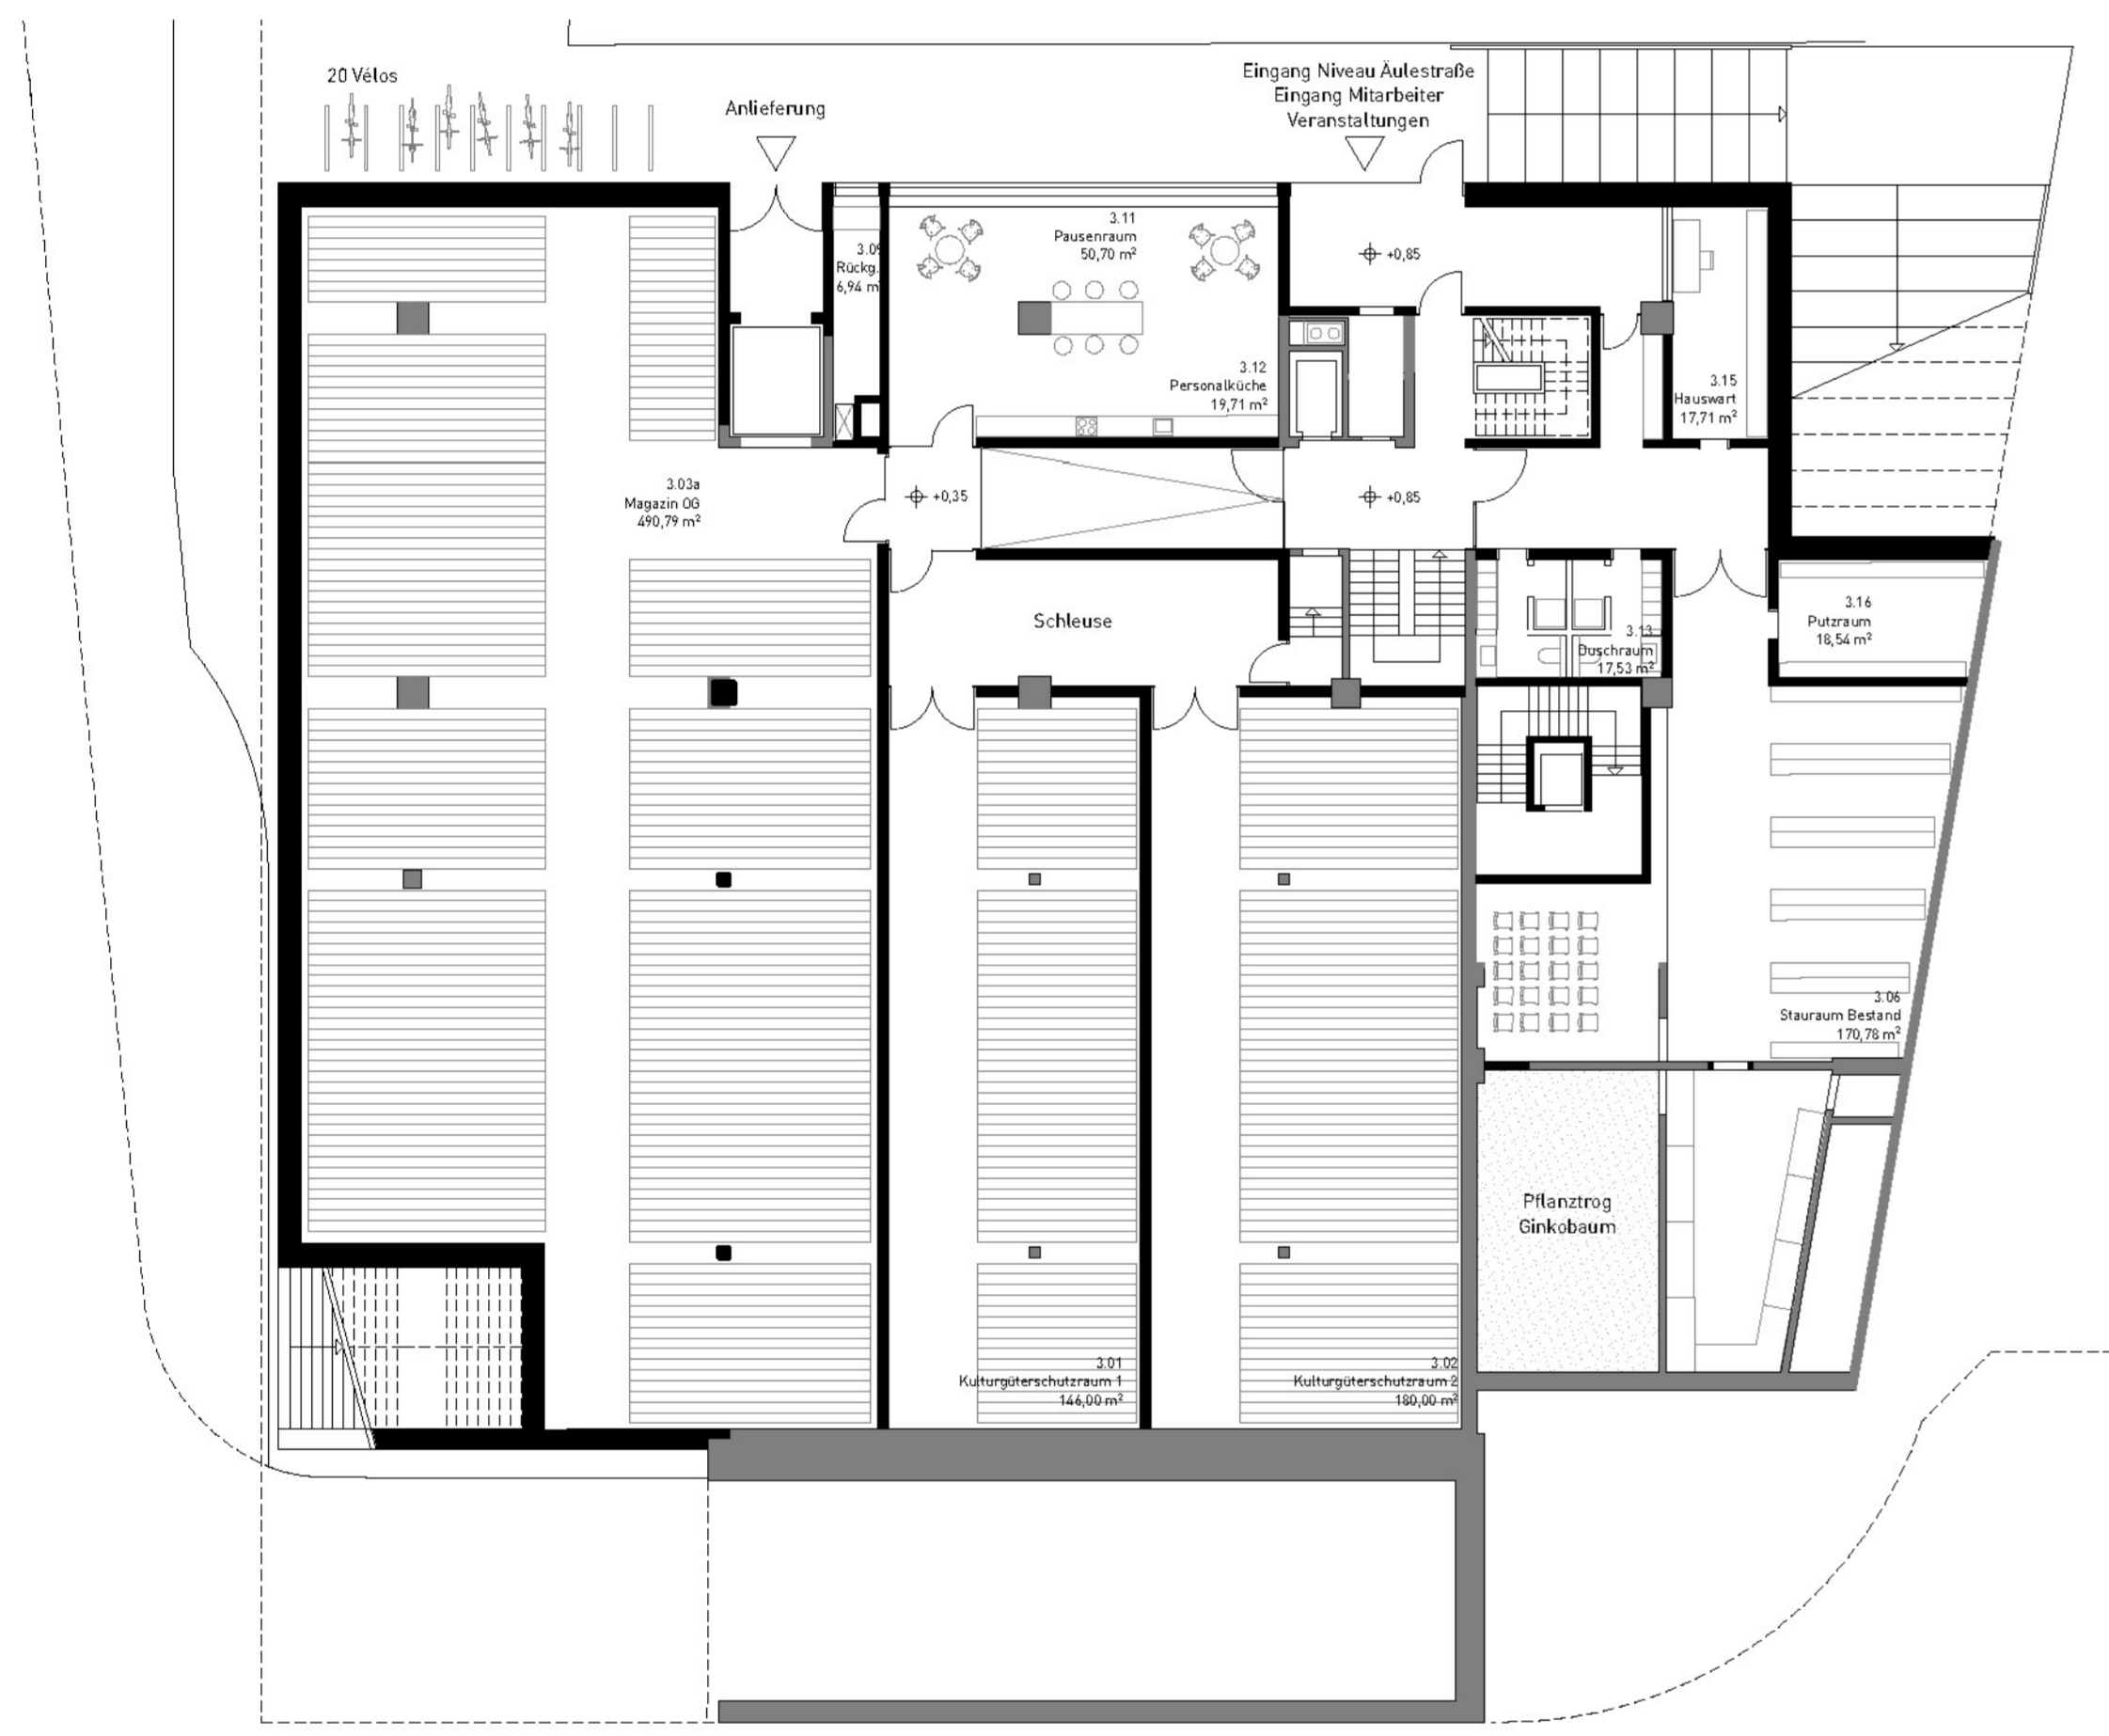 20 Vélos
Anlieferung
Eingang Niveau Äulestraße
Eingang Mitarbeiter
Veranstaltungen
3.09
Rückg.
6,94 m
3.11
Pausenraum
50,70 m²
+0,85
3.12
Personalküche
19,71 m²
3.15
Hauswart
17,71 m²
3.03a
Magazin OG
490,79 m²
+0,35
+0,85
Schleuse
3.13
Duschraum
17,53 m²
3.16
Putzraum
18,54 m²
3.06
Stauraum Bestand
170,78 m²
Pflanztrog
Ginkobaum
3.01
Kulturgüterschutzraum 1
146,00 m²
3.02
Kulturgüterschutzraum 2
180,00 m²